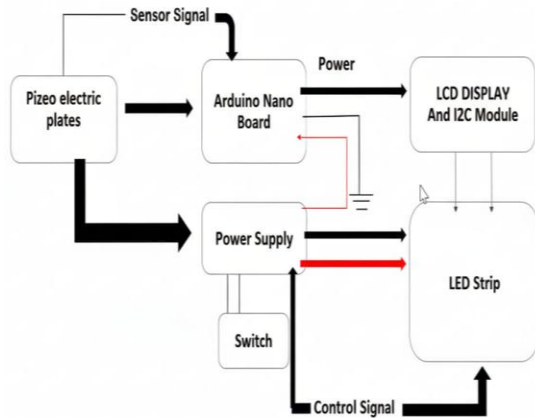 Sensor Signal
Pizeo electric
plates
Arduino Nano
Board
Power
LCD DISPLAY
And I2C Module
Power Supply
LED Strip
Switch
Control Signal